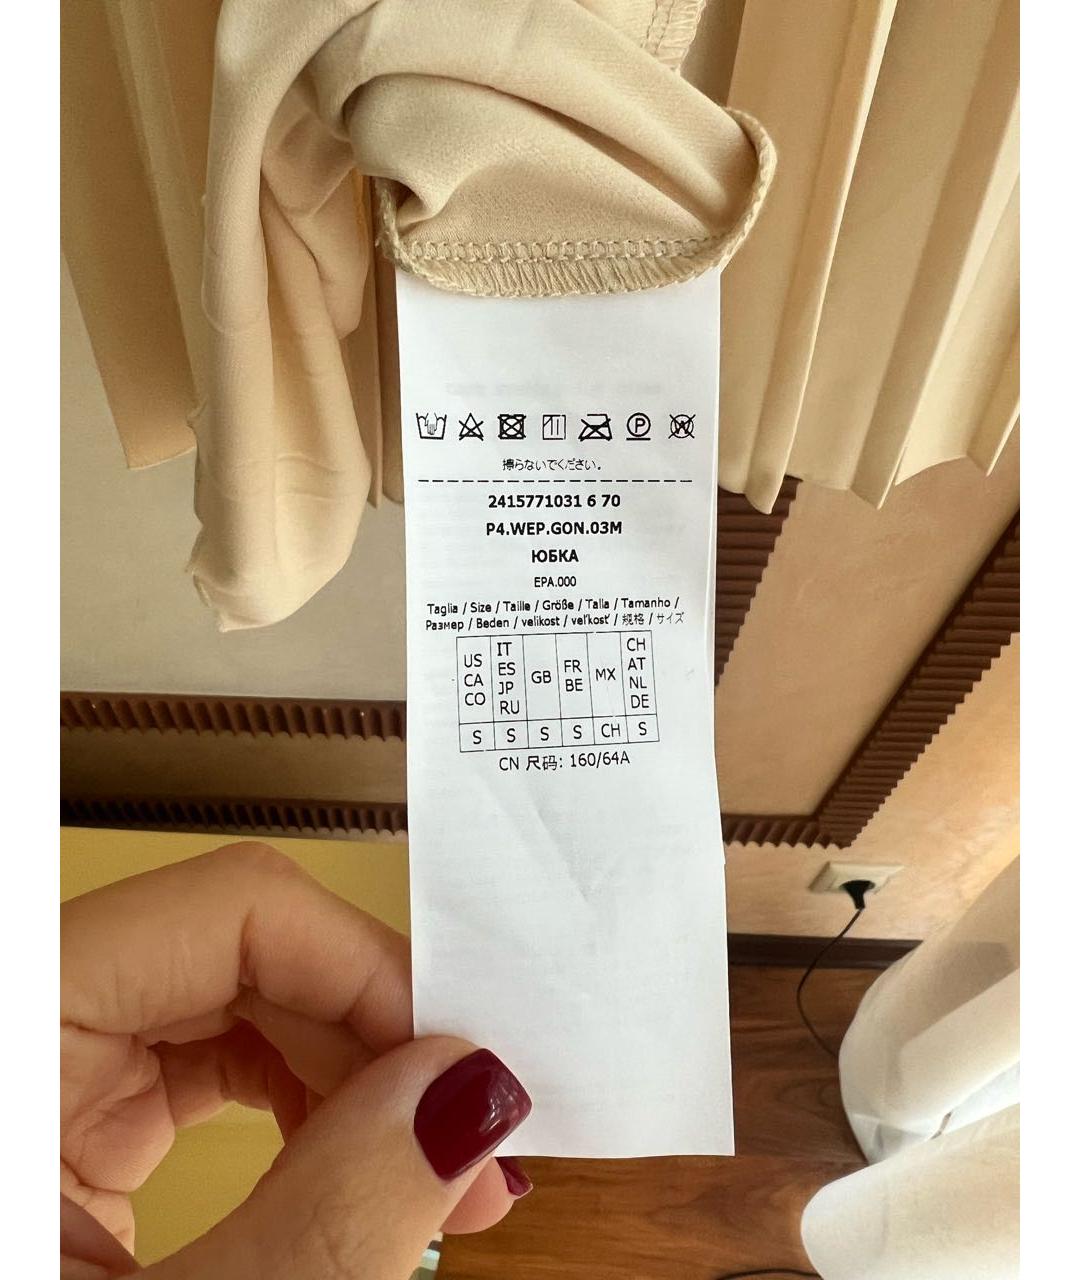 擦らないでください。
2415771031 6 70
P4.WEP.GON.03M
ЮБКА
EPA.000
Taglia / Size / Taille / Größe / Talla / Tamanho /
Размер / Beden / velikost / veľkosť / 規格 / サイズ
US CA CO IT ES JP RU GB FR BE MX CH AT NL DE
S S S S CH S
CN 尺码: 160/64A